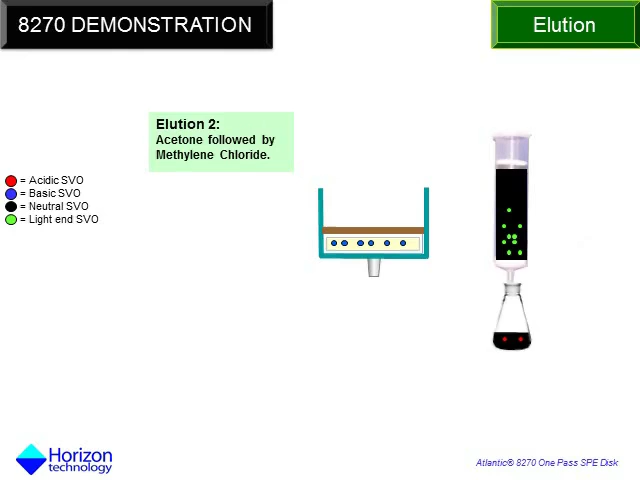 8270 DEMONSTRATION
Elution
Elution 2:
Acetone followed by
Methylene Chloride.
= Acidic SVO
= Basic SVO
= Neutral SVO
= Light end SVO
Horizon
technology
Atlantic® 8270 One Pass SPE Disk